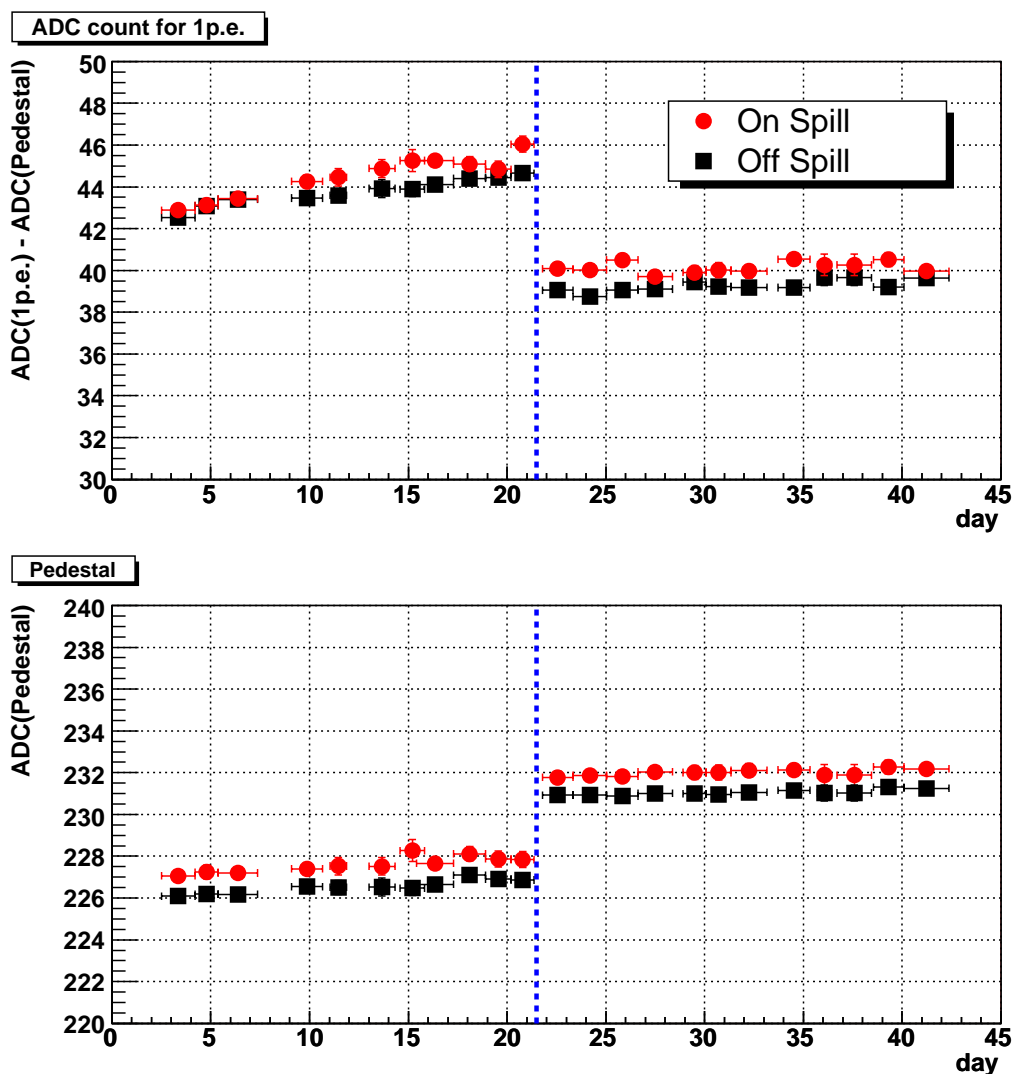 ADC count for 1p.e.
ADC(1p.e.) - ADC(Pedestal)
50
48
46
44
42
40
38
36
34
32
30
On Spill
Off Spill
0 5 10 15 20 25 30 35 40 45
day
Pedestal
ADC(Pedestal)
240
238
236
234
232
230
228
226
224
222
220
0 5 10 15 20 25 30 35 40 45
day